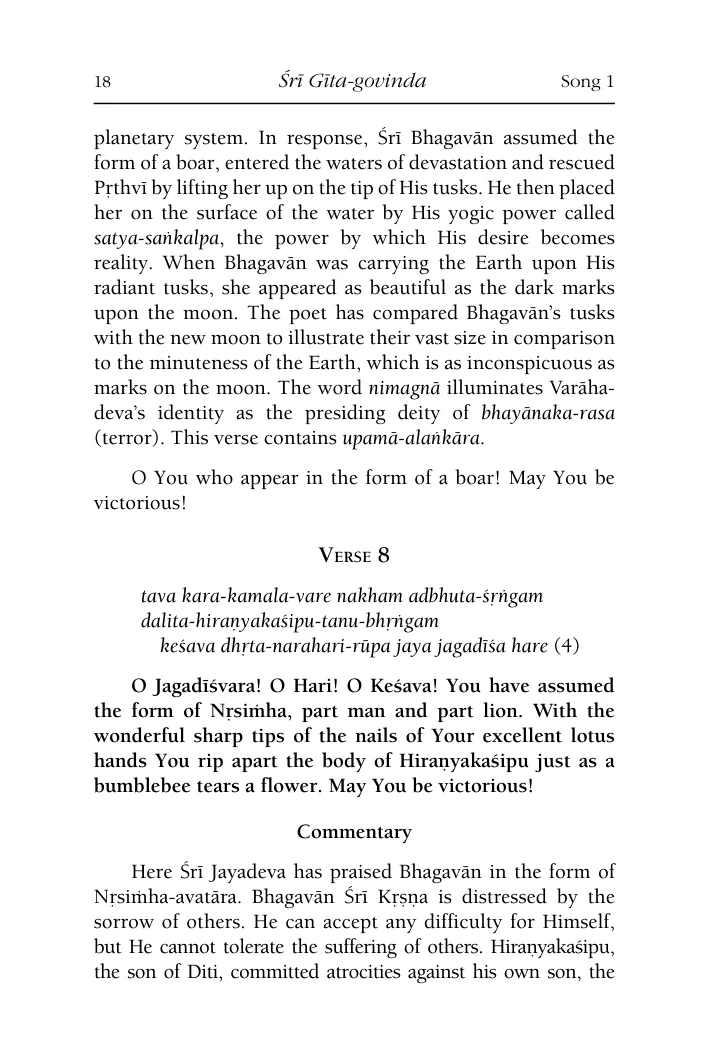 18 Śrī Gīta-govinda Song 1
planetary system. In response, Śrī Bhagavān assumed the
form of a boar, entered the waters of devastation and rescued
Pṛthvī by lifting her up on the tip of His tusks. He then placed
her on the surface of the water by His yogic power called
satya-saṅkalpa, the power by which His desire becomes
reality. When Bhagavān was carrying the Earth upon His
radiant tusks, she appeared as beautiful as the dark marks
upon the moon. The poet has compared Bhagavān’s tusks
with the new moon to illustrate their vast size in comparison
to the minuteness of the Earth, which is as inconspicuous as
marks on the moon. The word nimagnā illuminates Varāha-
deva’s identity as the presiding deity of bhayānaka-rasa
(terror). This verse contains upamā-alaṅkāra.
O You who appear in the form of a boar! May You be
victorious!
Verse 8
tava kara-kamala-vare nakham adbhuta-śṛṅgam
dalita-hiraṇyakaśipu-tanu-bhṛṅgam
keśava dhṛta-narahari-rūpa jaya jagadīśa hare (4)
O Jagadīśvara! O Hari! O Keśava! You have assumed
the form of Nṛsiṁha, part man and part lion. With the
wonderful sharp tips of the nails of Your excellent lotus
hands You rip apart the body of Hiraṇyakaśipu just as a
bumblebee tears a flower. May You be victorious!
Commentary
Here Śrī Jayadeva has praised Bhagavān in the form of
Nṛsiṁha-avatāra. Bhagavān Śrī Kṛṣṇa is distressed by the
sorrow of others. He can accept any difficulty for Himself,
but He cannot tolerate the suffering of others. Hiraṇyakaśipu,
the son of Diti, committed atrocities against his own son, the